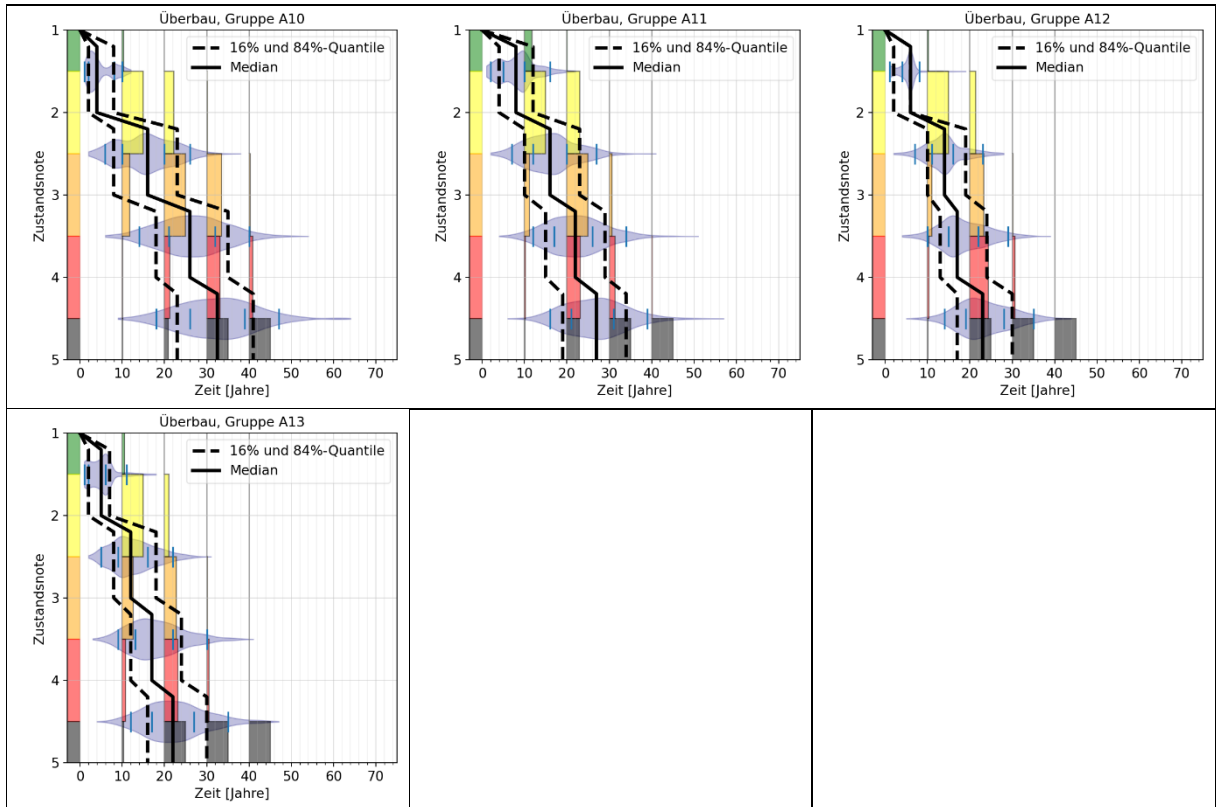 Überbau, Gruppe A10
16% und 84%-Quantile
Median
Zustandsnote
1
2
3
4
5
0 10 20 30 40 50 60 70
Zeit [Jahre]
Überbau, Gruppe A11
16% und 84%-Quantile
Median
Zustandsnote
1
2
3
4
5
0 10 20 30 40 50 60 70
Zeit [Jahre]
Überbau, Gruppe A12
16% und 84%-Quantile
Median
Zustandsnote
1
2
3
4
5
0 10 20 30 40 50 60 70
Zeit [Jahre]
Überbau, Gruppe A13
16% und 84%-Quantile
Median
Zustandsnote
1
2
3
4
5
0 10 20 30 40 50 60 70
Zeit [Jahre]